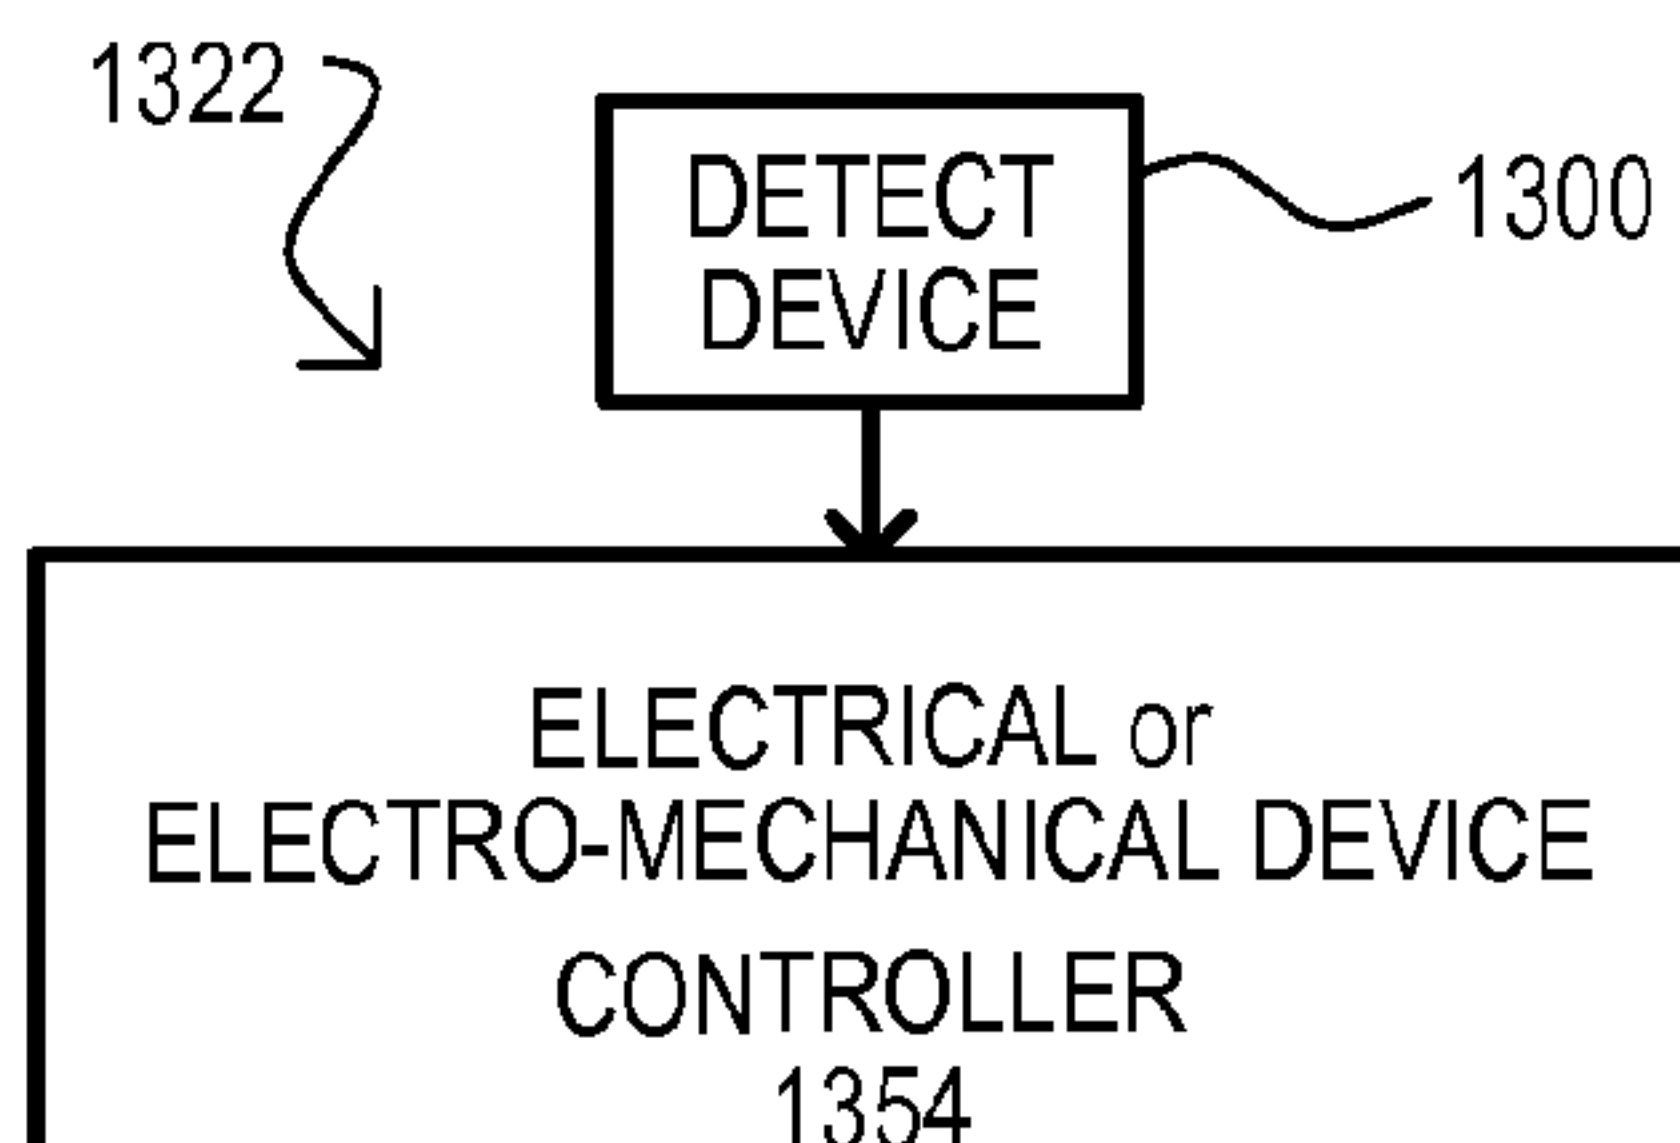 1322
DETECT
DEVICE
1300
ELECTRICAL or
ELECTRO-MECHANICAL DEVICE
CONTROLLER
1354